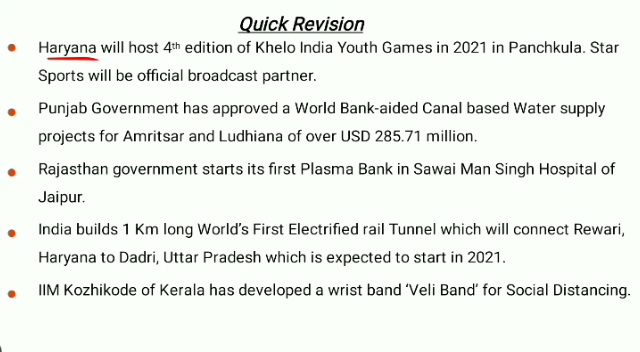 Quick Revision
Haryana will host 4th edition of Khelo India Youth Games in 2021 in Panchkula. Star
Sports will be official broadcast partner.
Punjab Government has approved a World Bank-aided Canal based Water supply
projects for Amritsar and Ludhiana of over USD 285.71 million.
Rajasthan government starts its first Plasma Bank in Sawai Man Singh Hospital of
Jaipur.
India builds 1 Km long World's First Electrified rail Tunnel which will connect Rewari,
Haryana to Dadri, Uttar Pradesh which is expected to start in 2021.
IIM Kozhikode of Kerala has developed a wrist band 'Veli Band' for Social Distancing.